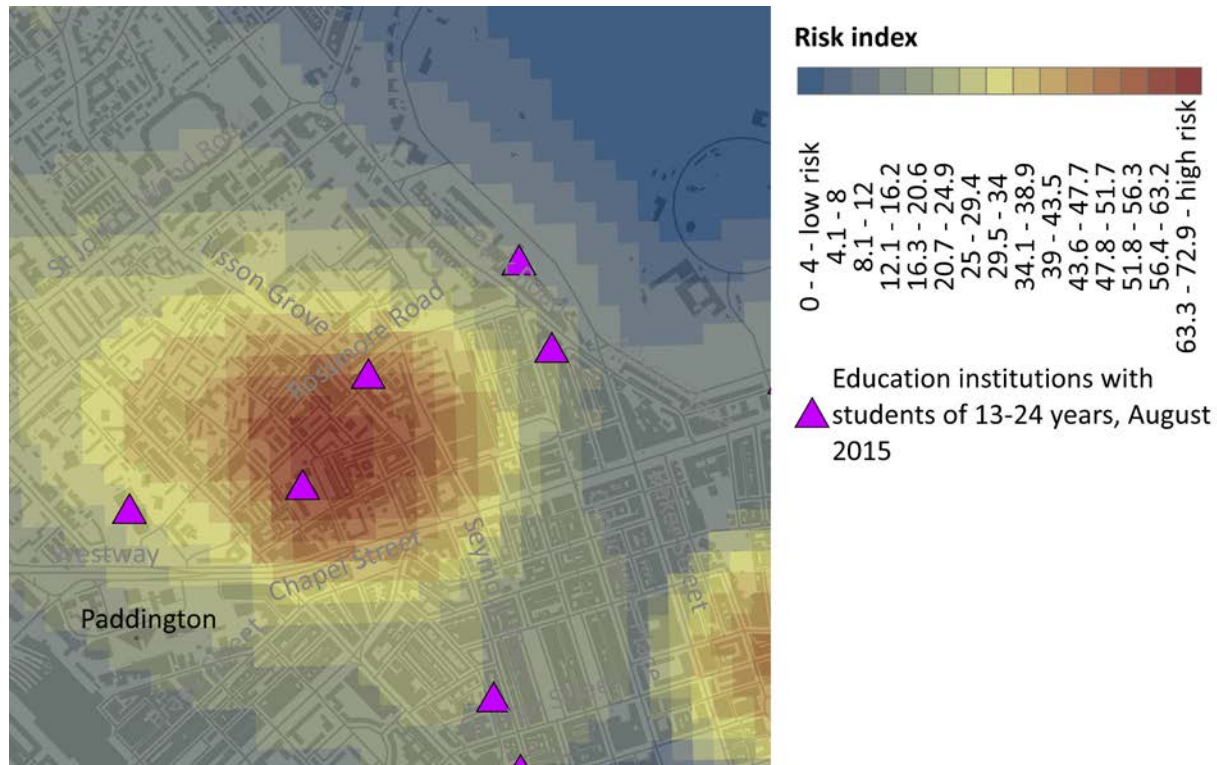 Risk index
0 - 4 - low risk
4.1 - 8
8.1 - 12
12.1 - 16.2
16.3 - 20.6
20.7 - 24.9
25 - 29.4
29.5 - 34
34.1 - 38.9
39 - 43.5
43.6 - 47.7
47.8 - 51.7
51.8 - 56.3
56.4 - 63.2
63.3 - 72.9 - high risk
Education institutions with
students of 13-24 years, August
2015
St John's Wood Road
Lisson Grove
Rossmore Road
Westway
Chapel Street
Seymo
Street
Street
Paddington